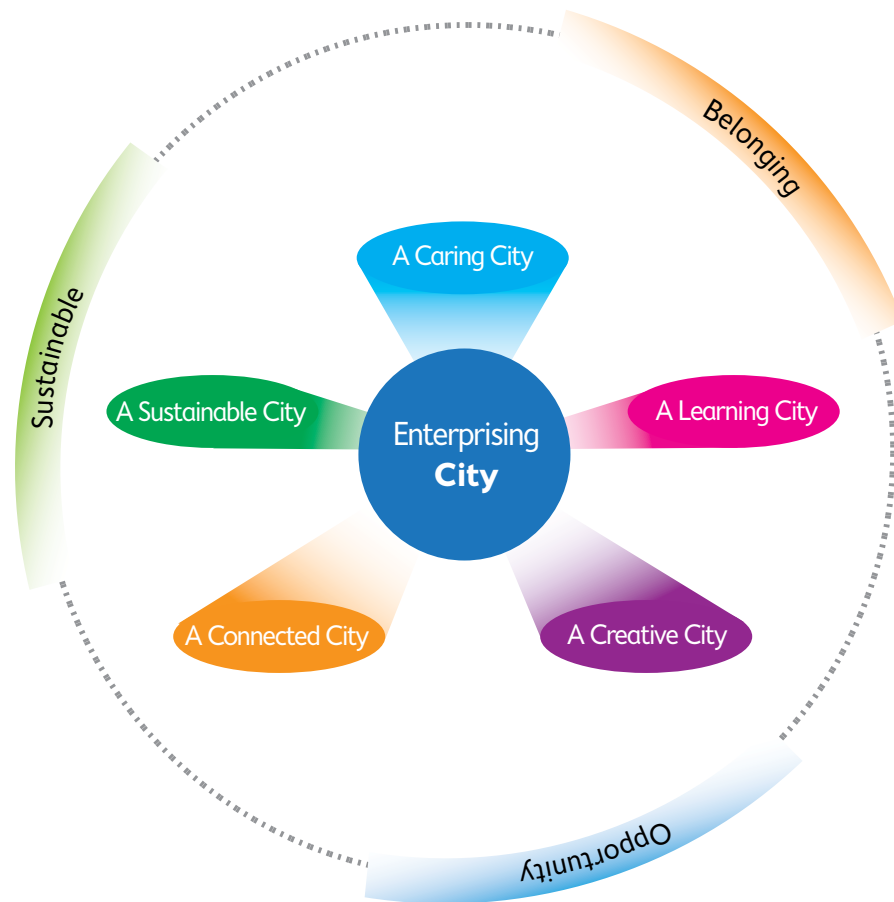 Belonging
A Caring City
Sustainable
A Sustainable City
A Learning City
Enterprising
City
A Connected City
A Creative City
Opportunity